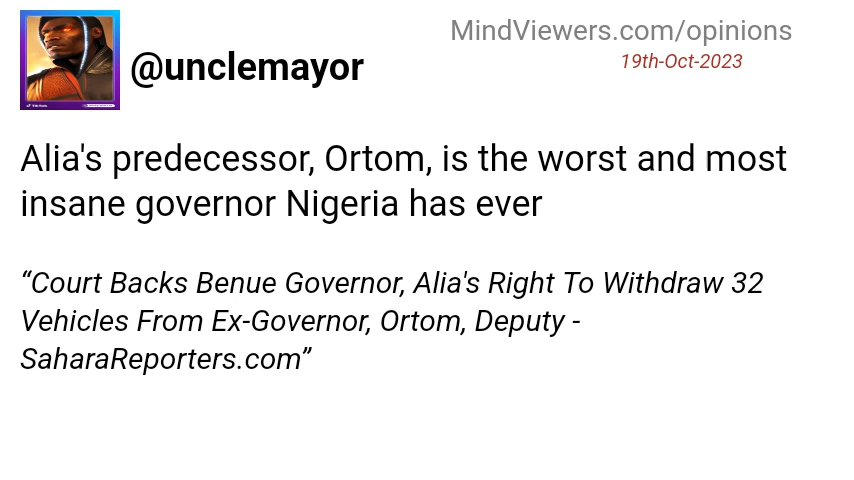 MindViewers.com/opinions
19th-Oct-2023
@unclemayor
Alia's predecessor, Ortom, is the worst and most
insane governor Nigeria has ever
“Court Backs Benue Governor, Alia's Right To Withdraw 32
Vehicles From Ex-Governor, Ortom, Deputy -
SaharaReporters.com”